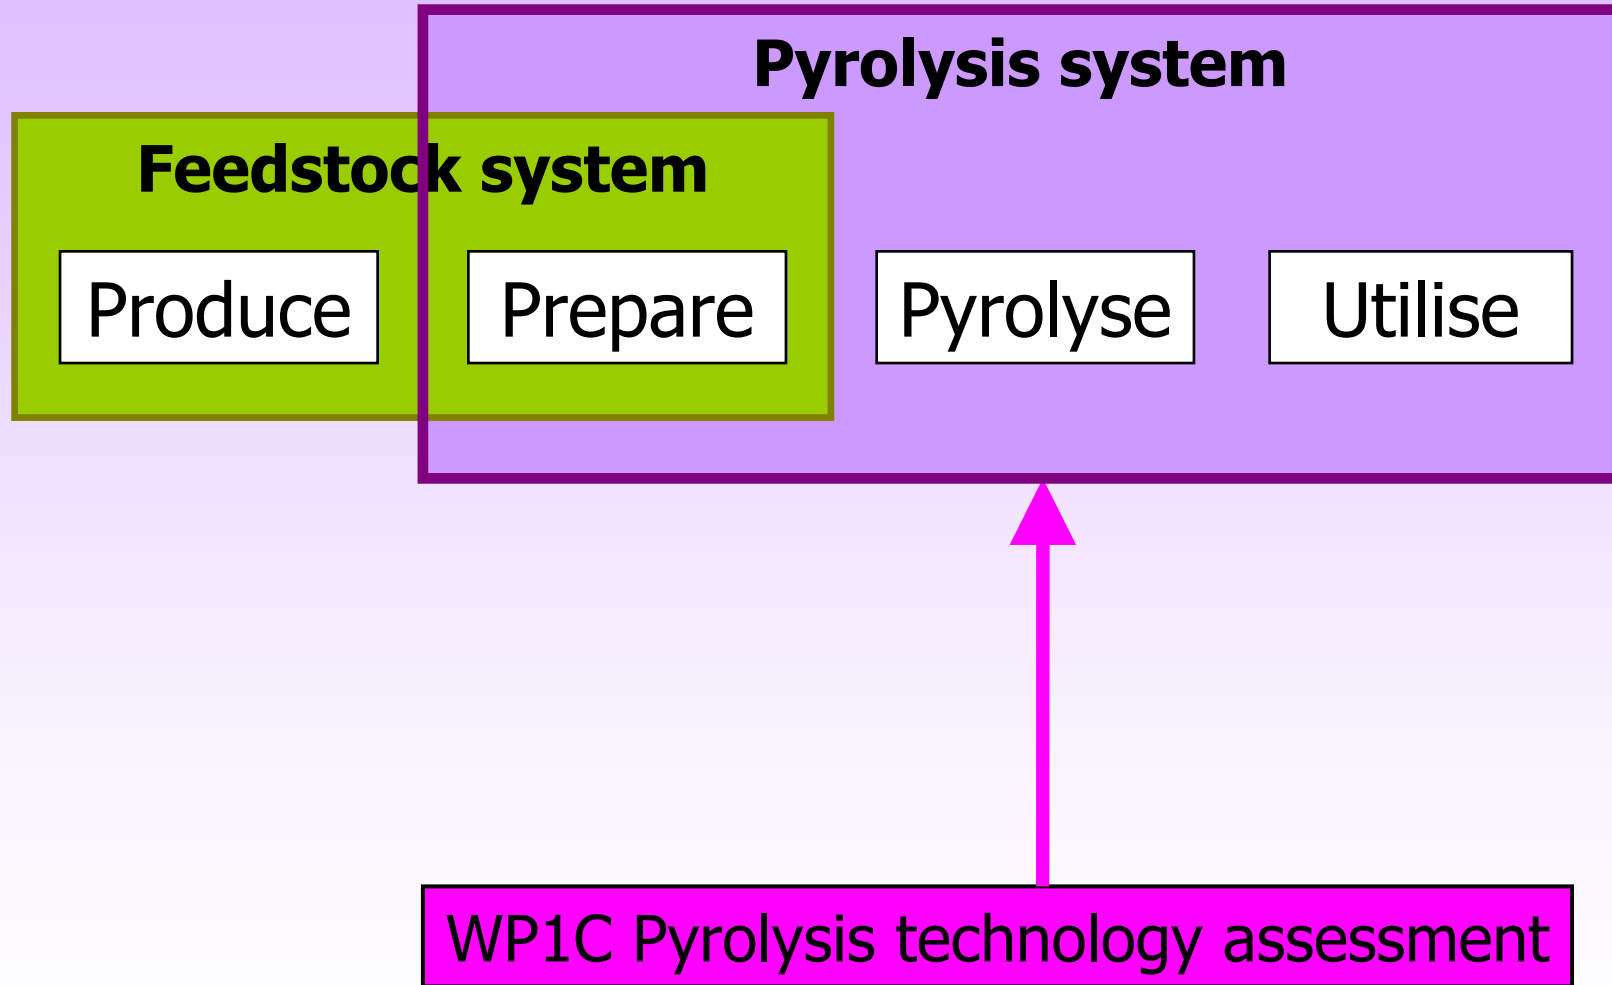 Pyrolysis system
Feedstock system
Produce
Prepare
Pyrolyse
Utilise
WP1C Pyrolysis technology assessment